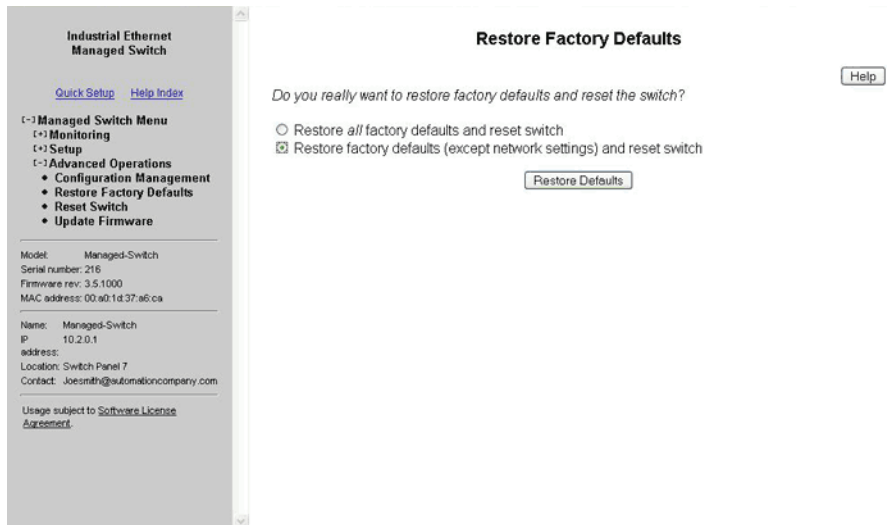 Industrial Ethernet
Managed Switch
Quick Setup Help Index
[-] Managed Switch Menu
[+] Monitoring
[+] Setup
[-] Advanced Operations
Configuration Management
Restore Factory Defaults
Reset Switch
Update Firmware
Model: Managed-Switch
Serial number: 216
Firmware rev: 3.5.1000
MAC address: 00:a0:1d:37:a6:ca
Name: Managed-Switch
IP address: 10.2.0.1
Location: Switch Panel 7
Contact: Joesmith@automationcompany.com
Usage subject to Software License
Agreement.
Restore Factory Defaults
Help
Do you really want to restore factory defaults and reset the switch?
Restore all factory defaults and reset switch
Restore factory defaults (except network settings) and reset switch
Restore Defaults